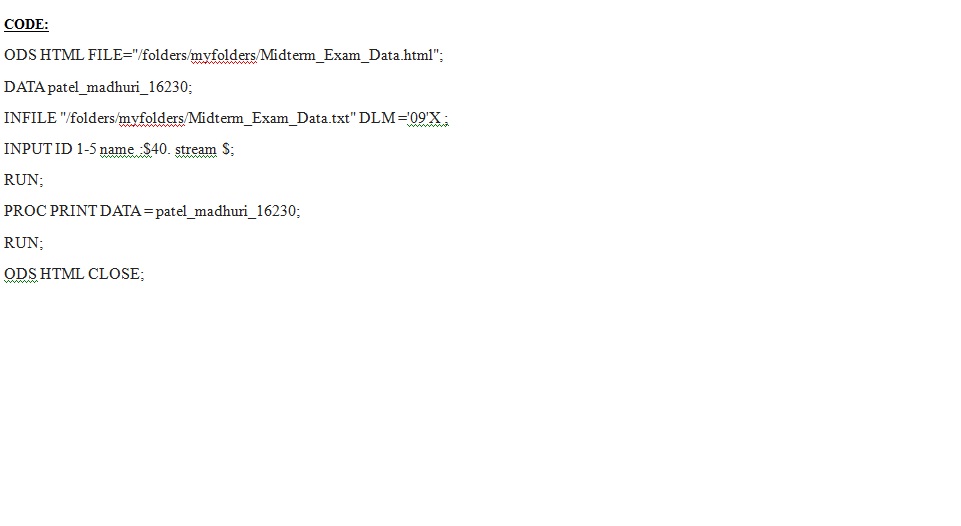 CODE:
ODS HTML FILE="/folders/myfolders/Midterm_Exam_Data.html";
DATA patel_madhuri_16230;
INFILE "/folders/myfolders/Midterm_Exam_Data.txt" DLM ='09'X ;
INPUT ID 1-5 name :$40. stream $;
RUN;
PROC PRINT DATA = patel_madhuri_16230;
RUN;
ODS HTML CLOSE;